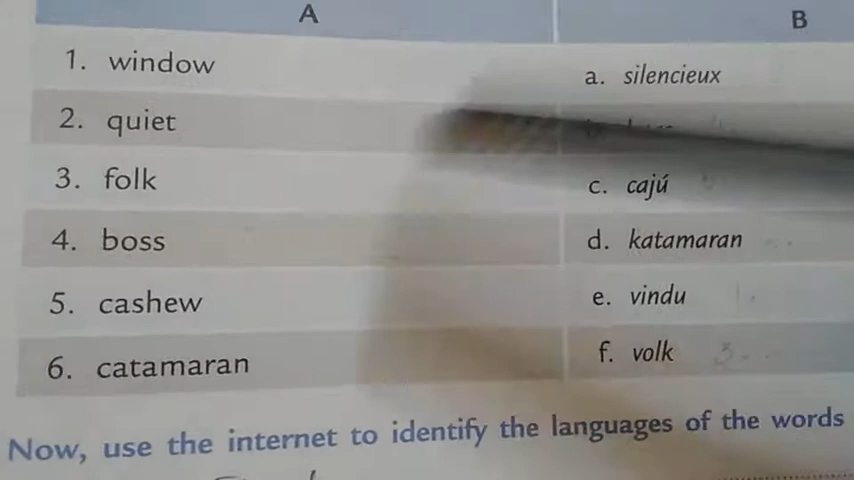 A B
1. window a. silencieux
2. quiet
3. folk c. cajú
4. boss d. katamaran
5. cashew e. vindu
6. catamaran f. volk 3
Now, use the internet to identify the languages of the words